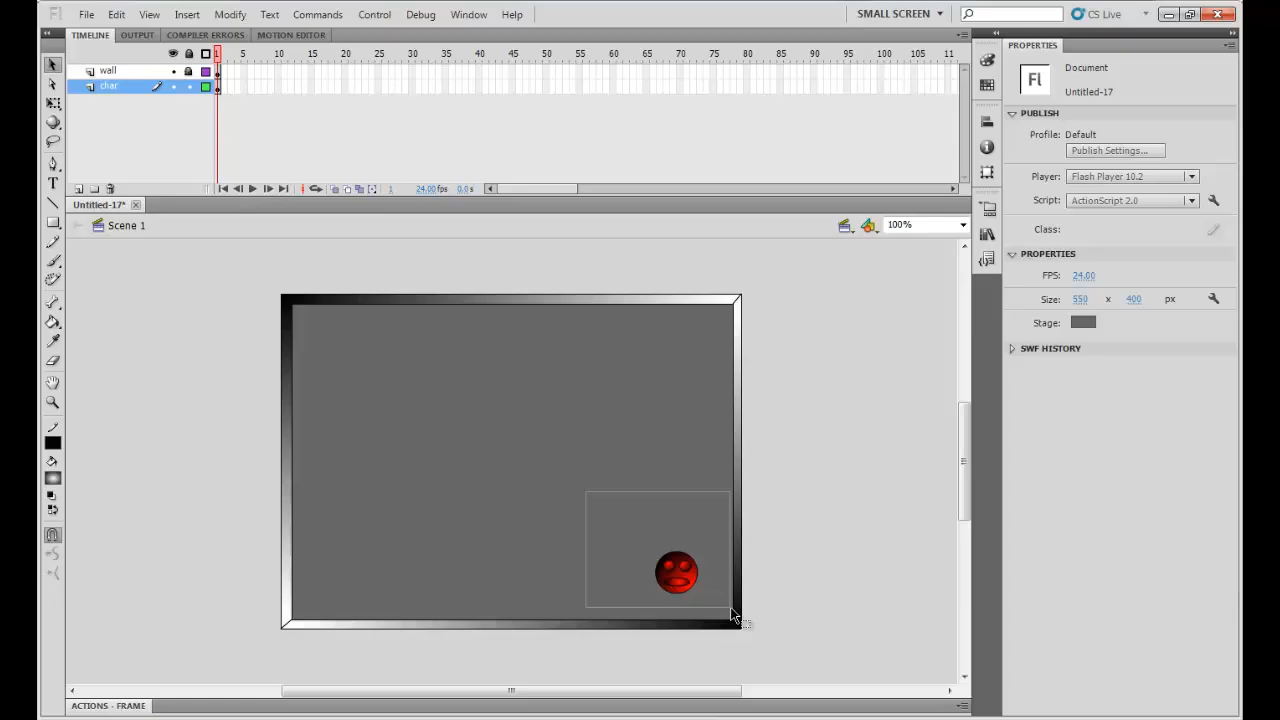 Fl File Edit View Insert Modify Text Commands Control Debug Window Help SMALL SCREEN CS Live
TIMELINE OUTPUT COMPILER ERRORS MOTION EDITOR
1 5 10 15 20 25 30 35 40 45 50 55 60 65 70 75 80 85 90 95 100 105 11
wall
char
1 24.00fps 0.0s
Untitled-17*
Scene 1
100%
ACTIONS - FRAME
PROPERTIES
Fl
Document
Untitled-17
PUBLISH
Profile: Default
Publish Settings...
Player: Flash Player 10.2
Script: ActionScript 2.0
Class:
PROPERTIES
FPS: 24.00
Size: 550 x 400 px
Stage:
SWF HISTORY